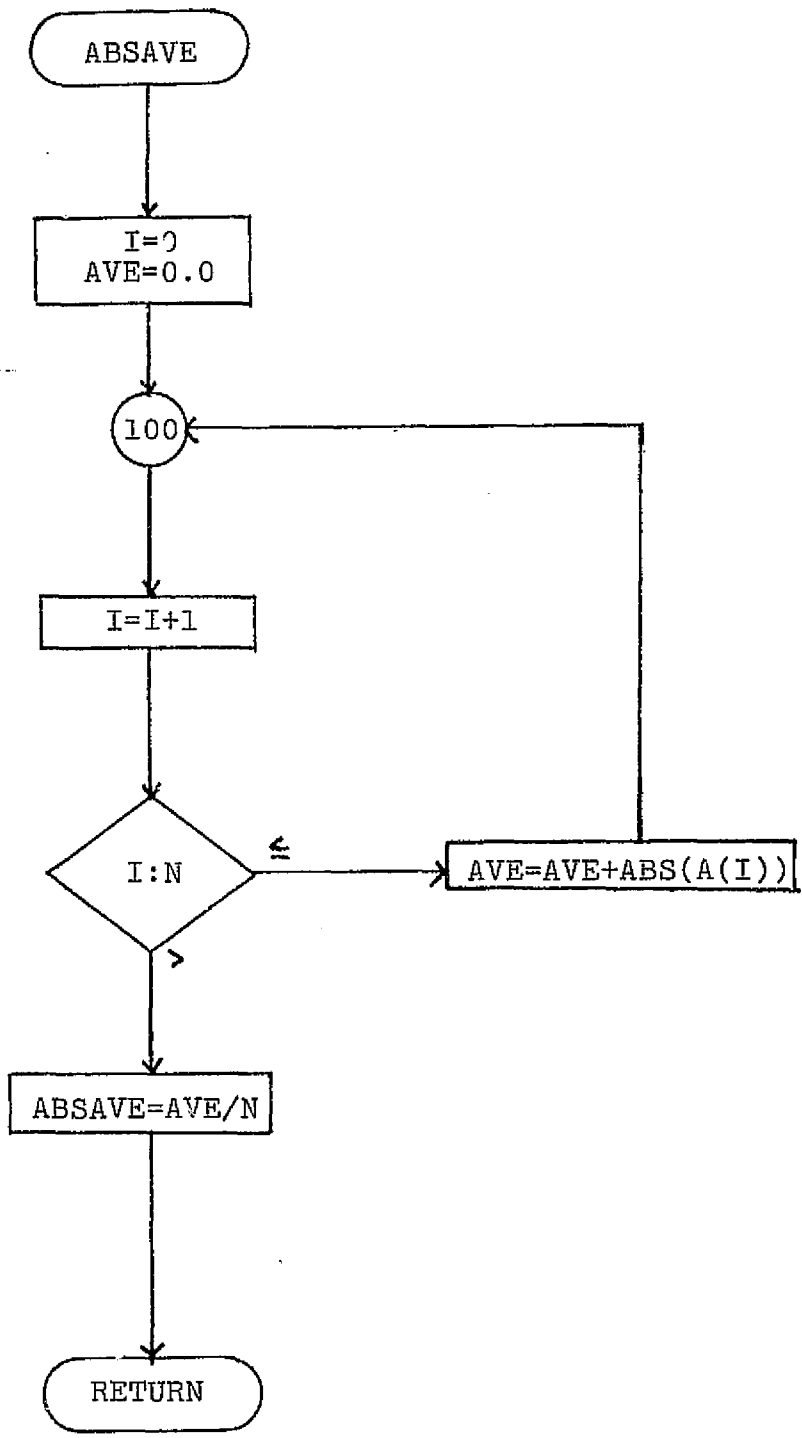 ABSAVE
I=0
AVE=0.0
100
I=I+1
I:N
≤
AVE=AVE+ABS(A(I))
>
ABSAVE=AVE/N
RETURN